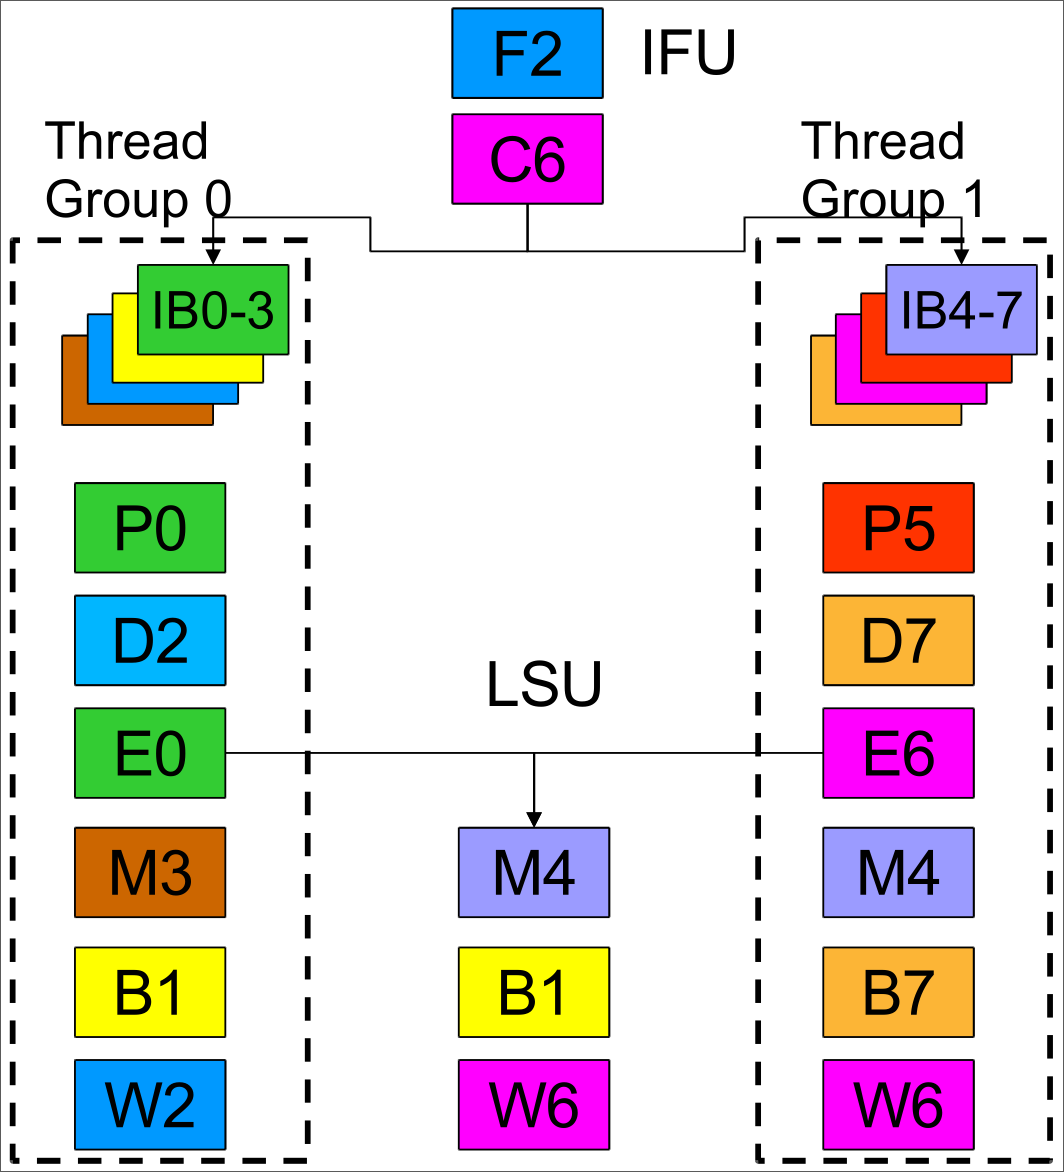 F2
IFU
C6
Thread
Group 0
Thread
Group 1
IB0-3
IB4-7
P0
P5
D2
D7
LSU
E0
E6
M3
M4
M4
B1
B1
B7
W2
W6
W6